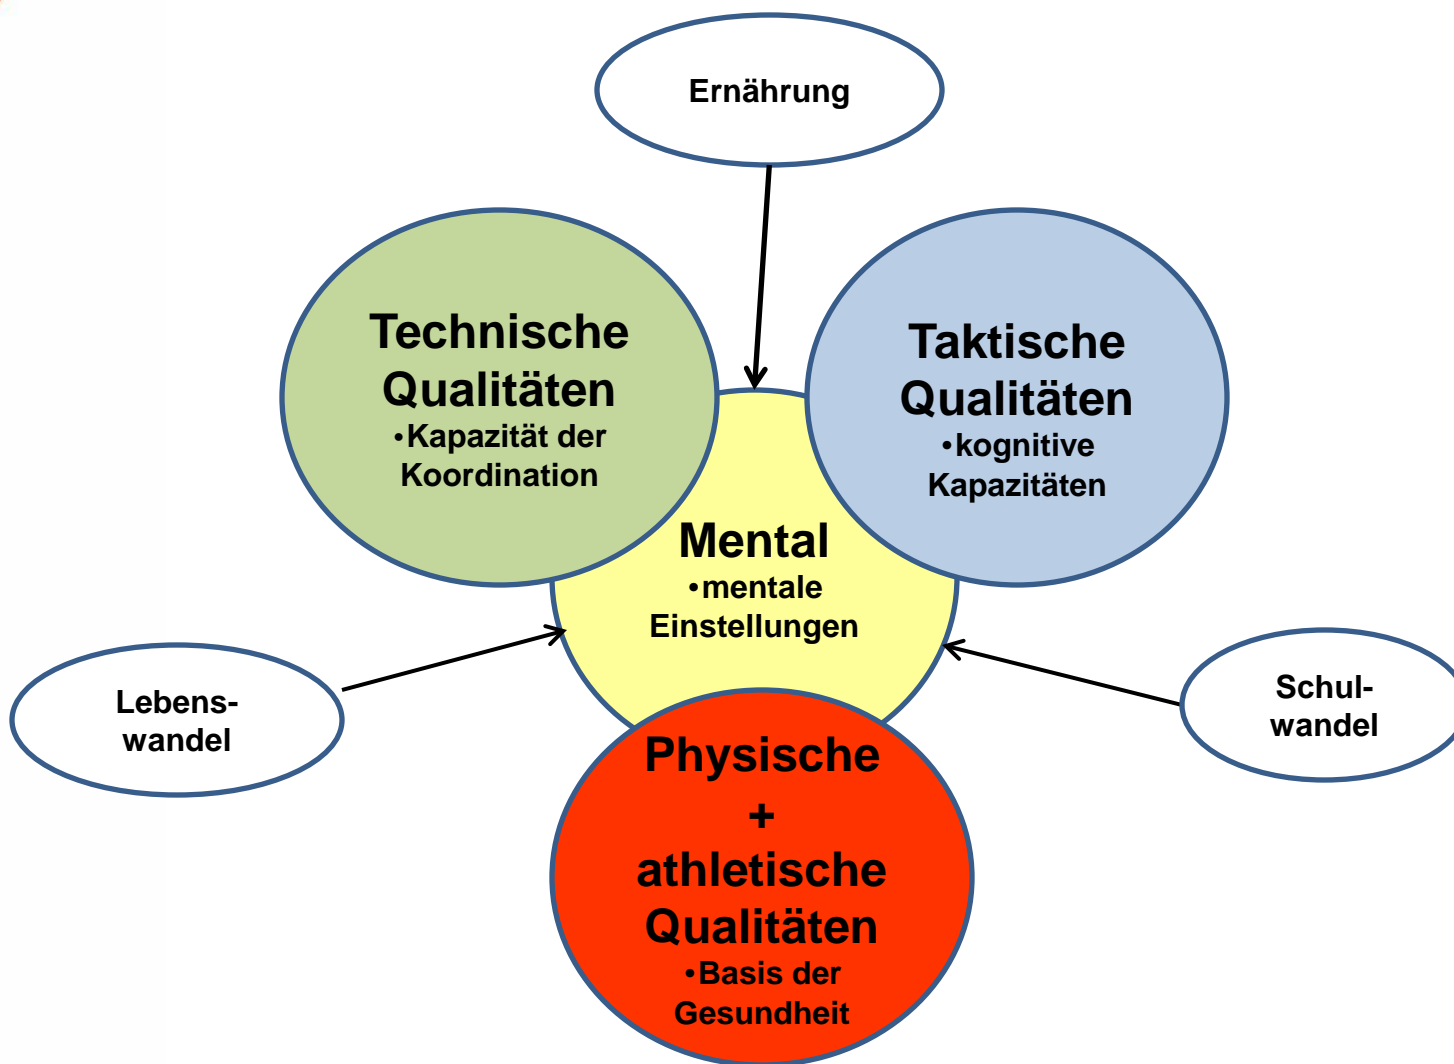 Ernährung
Technische
Qualitäten
•Kapazität der
Koordination
Taktische
Qualitäten
•kognitive
Kapazitäten
Mental
•mentale
Einstellungen
Lebens-
wandel
Schul-
wandel
Physische
+
athletische
Qualitäten
•Basis der
Gesundheit